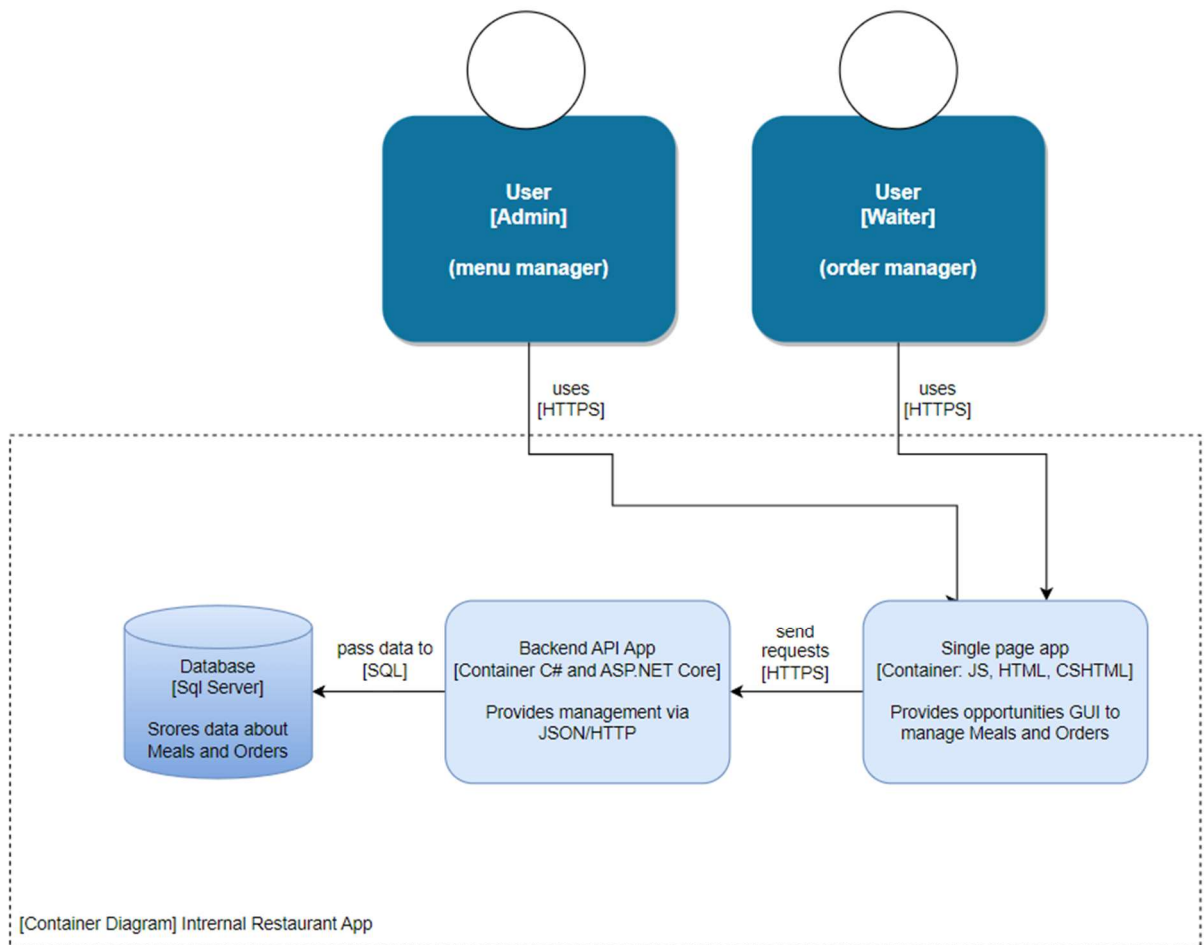 User
[Admin]
(menu manager)
User
[Waiter]
(order manager)
uses
[HTTPS]
uses
[HTTPS]
Database
[Sql Server]
Srores data about
Meals and Orders
pass data to
[SQL]
Backend API App
[Container C# and ASP.NET Core]
Provides management via
JSON/HTTP
send
requests
[HTTPS]
Single page app
[Container: JS, HTML, CSHTML]
Provides opportunities GUI to
manage Meals and Orders
[Container Diagram] Intrernal Restaurant App